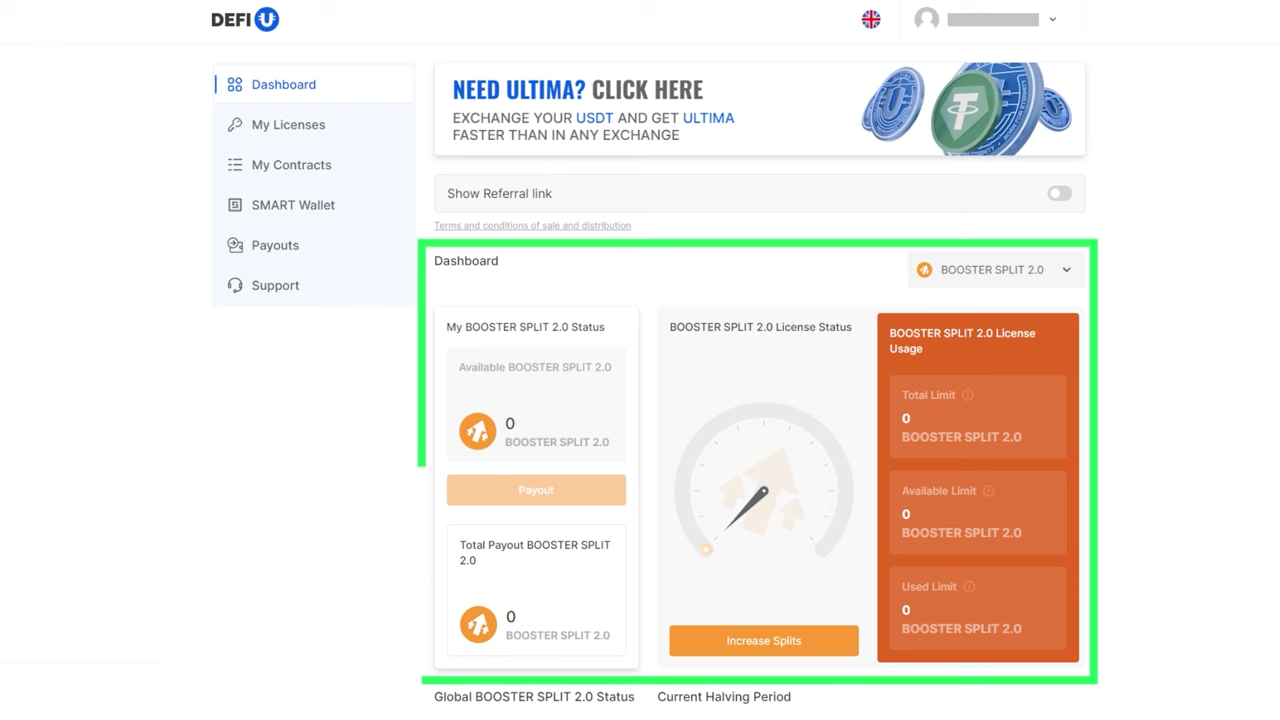 DEFI U
Dashboard
My Licenses
My Contracts
SMART Wallet
Payouts
Support
NEED ULTIMA? CLICK HERE
EXCHANGE YOUR USDT AND GET ULTIMA
FASTER THAN IN ANY EXCHANGE
Show Referral link
Terms and conditions of sale and distribution
Dashboard
BOOSTER SPLIT 2.0
My BOOSTER SPLIT 2.0 Status
Available BOOSTER SPLIT 2.0
0
BOOSTER SPLIT 2.0
Payout
Total Payout BOOSTER SPLIT
2.0
0
BOOSTER SPLIT 2.0
BOOSTER SPLIT 2.0 License Status
Increase Splits
BOOSTER SPLIT 2.0 License
Usage
Total Limit
0
BOOSTER SPLIT 2.0
Available Limit
0
BOOSTER SPLIT 2.0
Used Limit
0
BOOSTER SPLIT 2.0
Global BOOSTER SPLIT 2.0 Status
Current Halving Period